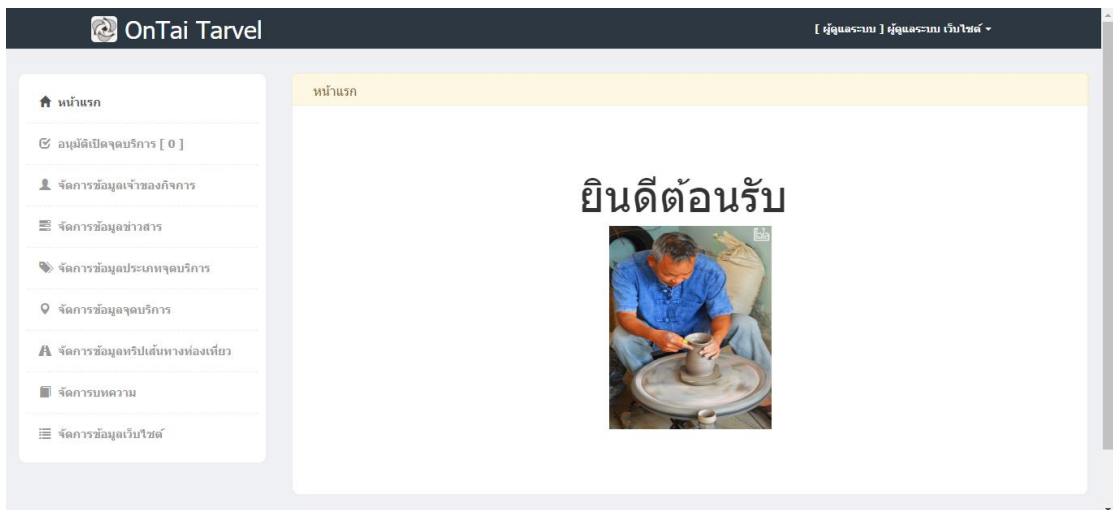 OnTai Tarvel
[ ผู้ดูแลระบบ ] ผู้ดูแลระบบ เว็บไซต์
หน้าแรก
อนุมัติเปิดจุดบริการ [ 0 ]
จัดการข้อมูลเจ้าของกิจการ
จัดการข้อมูลข่าวสาร
จัดการข้อมูลประเภทจุดบริการ
จัดการข้อมูลจุดบริการ
จัดการข้อมูลทริปเส้นทางท่องเที่ยว
จัดการบทความ
จัดการข้อมูลเว็บไซต์
หน้าแรก
ยินดีต้อนรับ